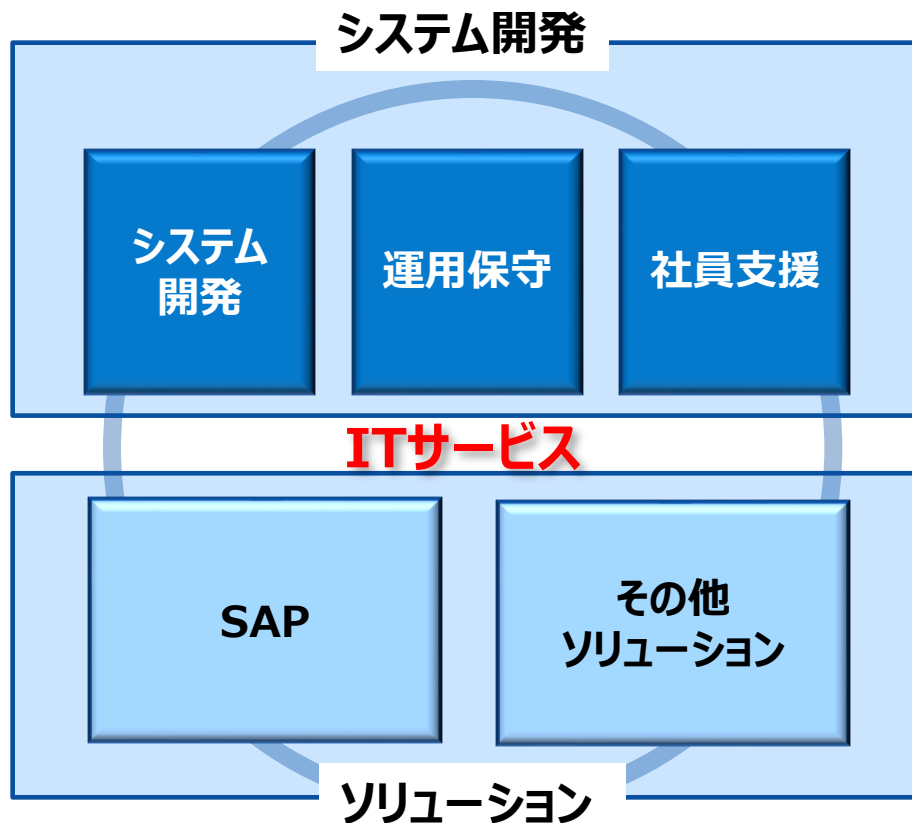 システム開発
システム
開発
運用保守
社員支援
ITサービス
SAP
その他
ソリューション
ソリューション